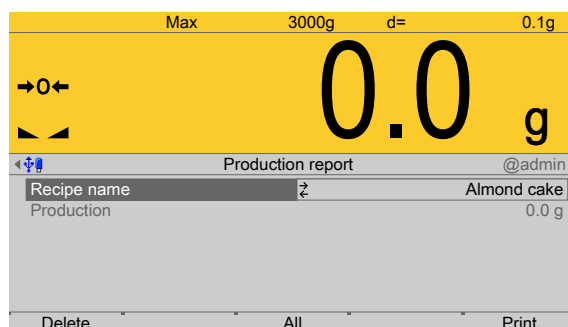 Max 3000g d= 0.1g
→0←
0.0 g
Production report @admin
Recipe name Almond cake
Production 0.0 g
Delete All Print